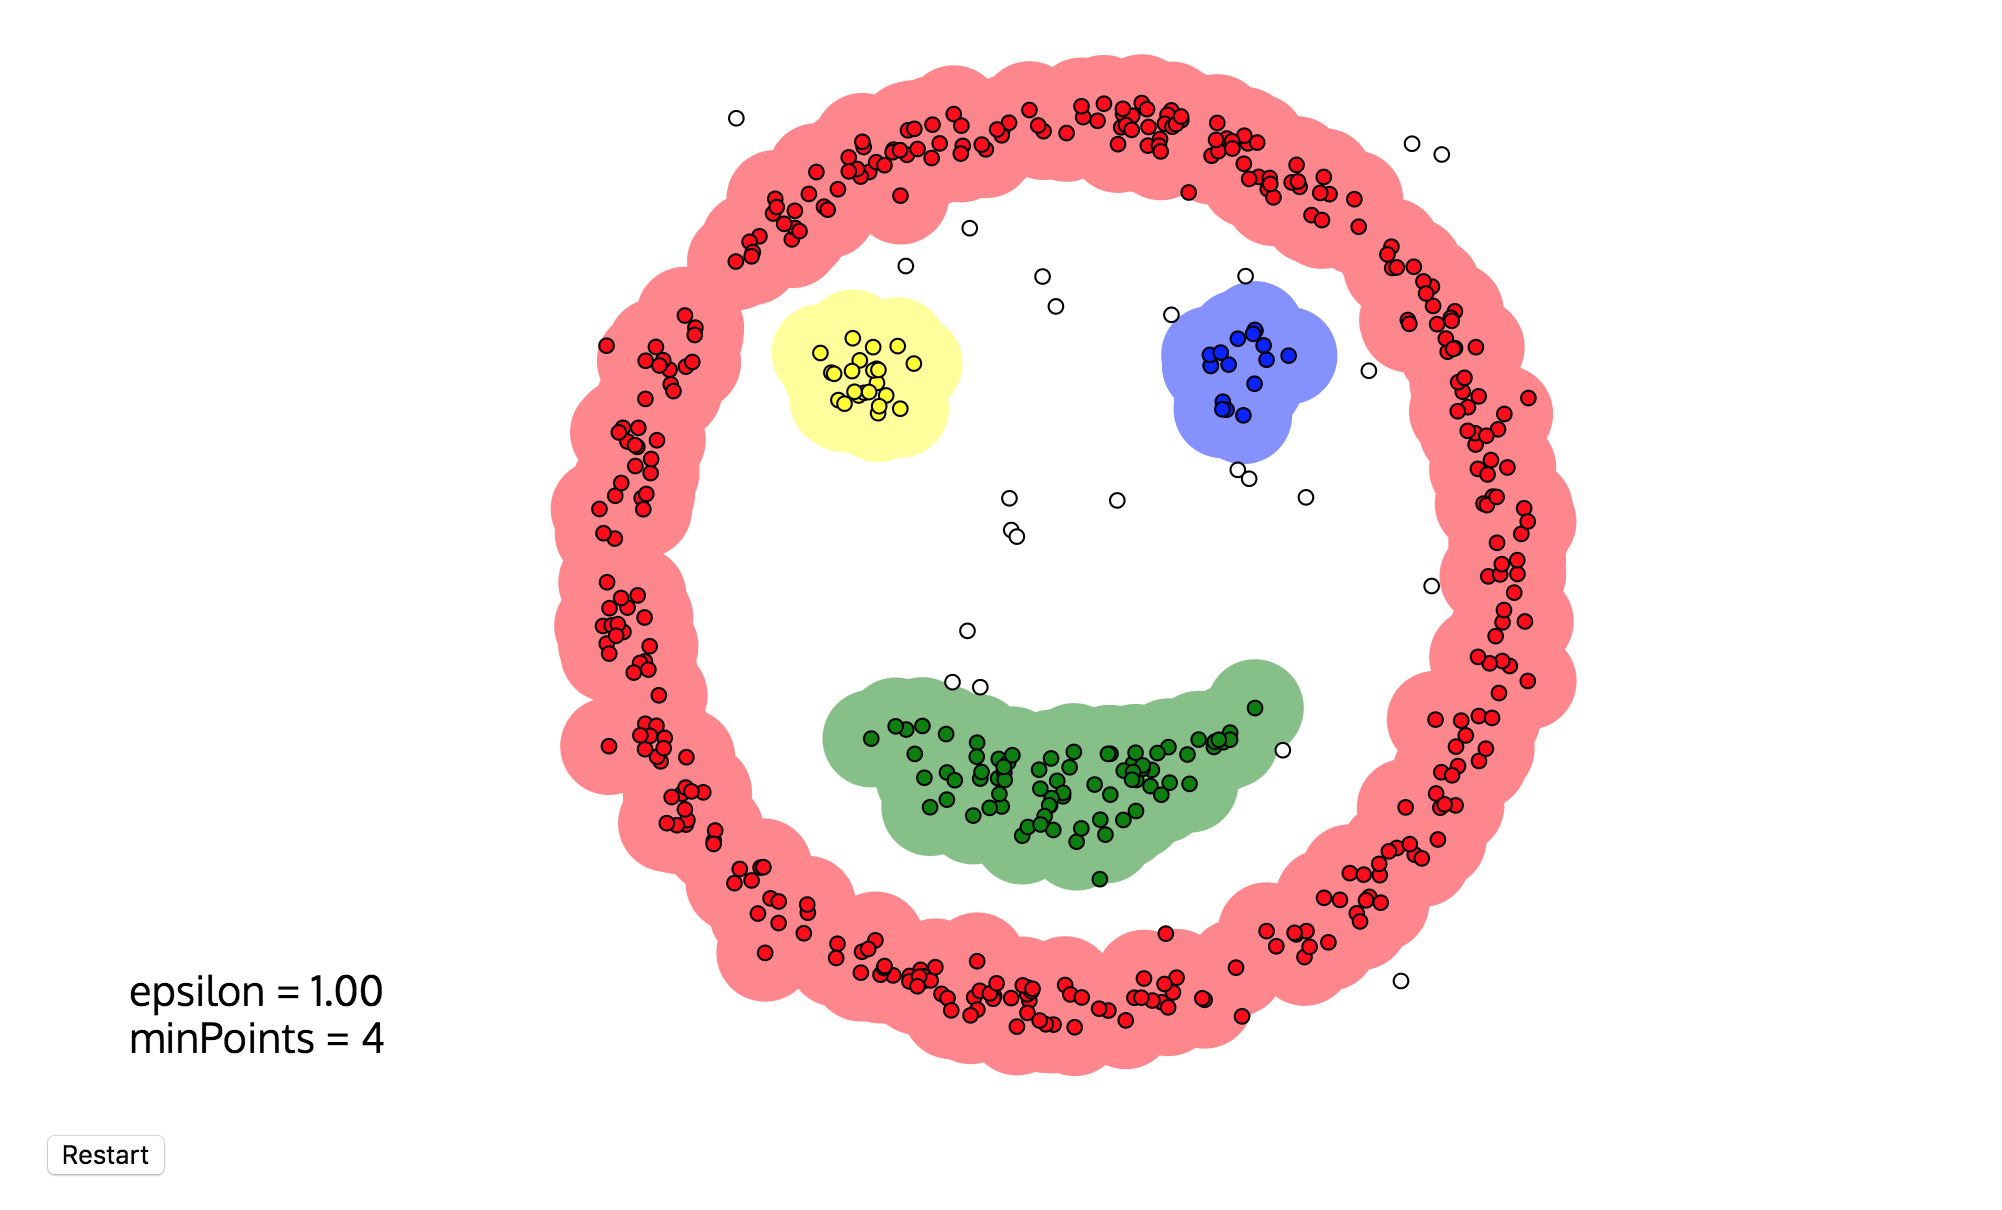 epsilon = 1.00
minPoints = 4
Restart